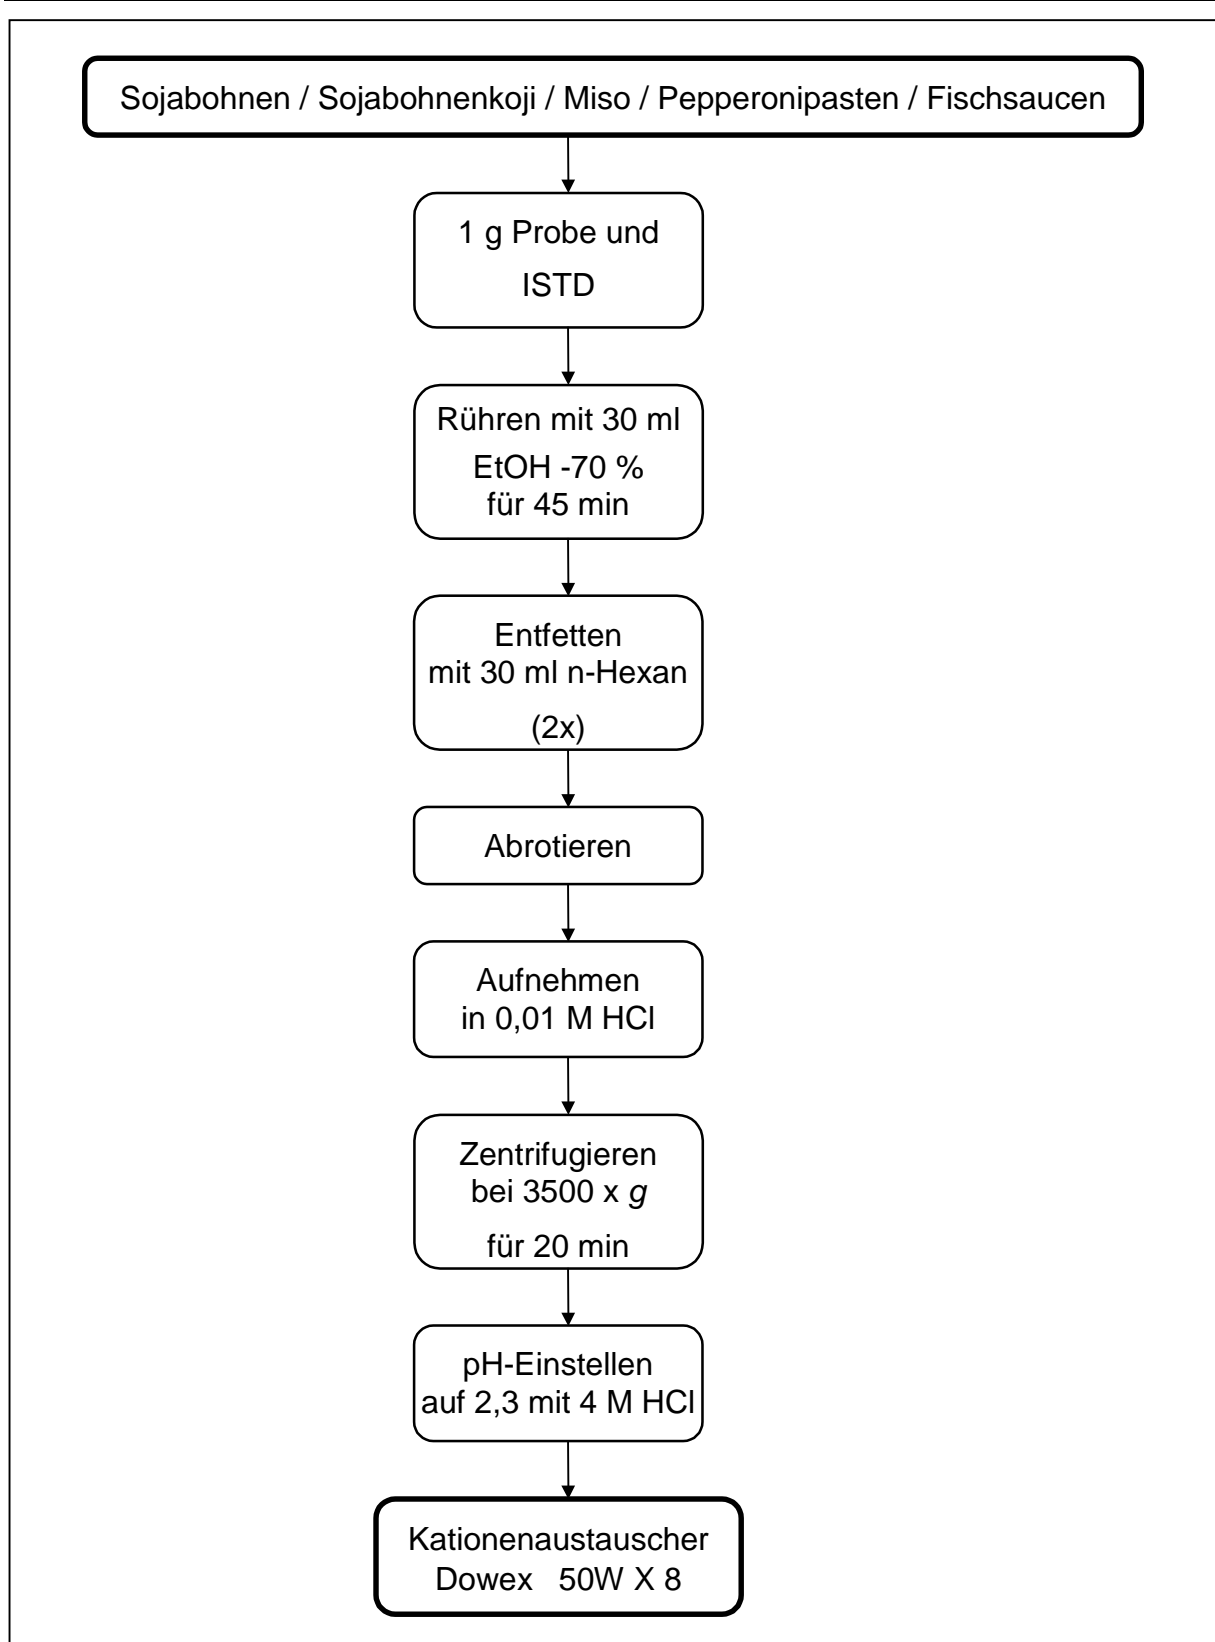 Sojabohnen / Sojabohnenkoji / Miso / Pepperonipasten / Fischsaucen
1 g Probe und
ISTD
Rühren mit 30 ml
EtOH -70 %
für 45 min
Entfetten
mit 30 ml n-Hexan
(2x)
Abrotieren
Aufnehmen
in 0,01 M HCl
Zentrifugieren
bei 3500 x g
für 20 min
pH-Einstellen
auf 2,3 mit 4 M HCl
Kationenaustauscher
Dowex 50W X 8